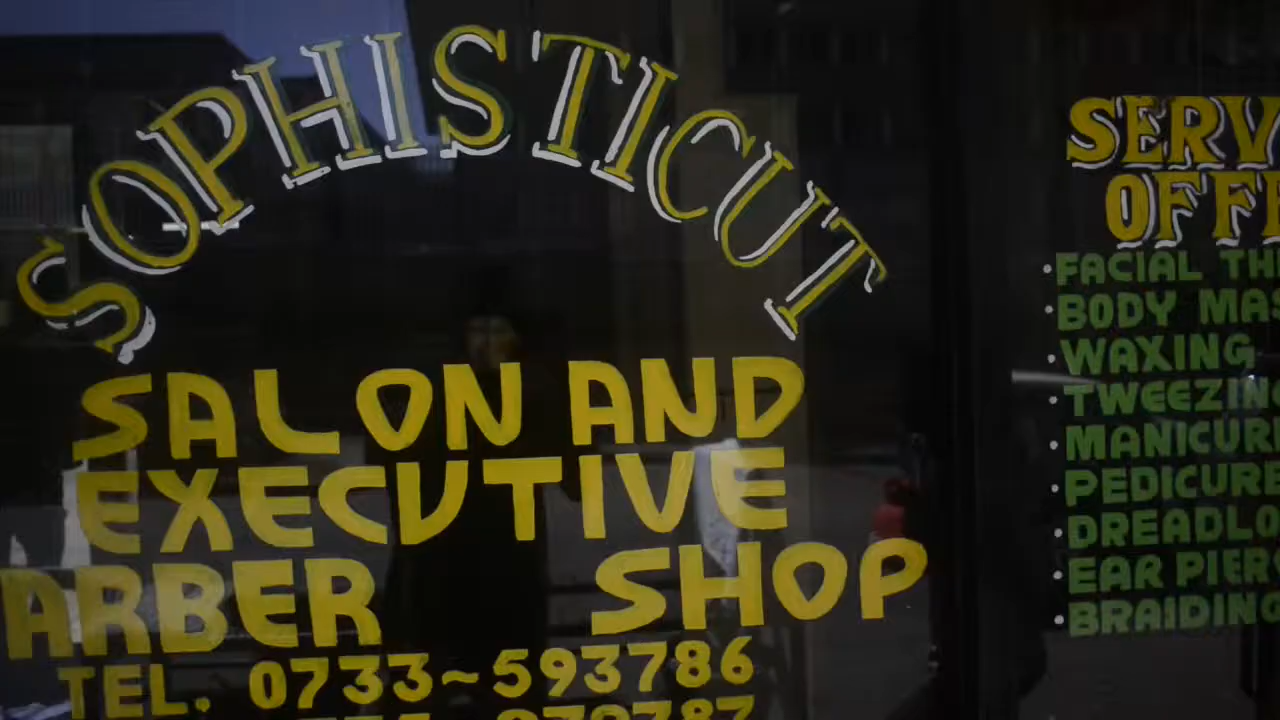 SOPHISTICUT
SALON AND
EXECUTIVE
ARBER SHOP
TEL. 0733~593786
SERV
OFF
• FACIAL TH
• BODY MAS
• WAXING
• TWEEZING
• MANICUR
• PEDICURE
• DREADLO
• EAR PIER
• BRAIDING